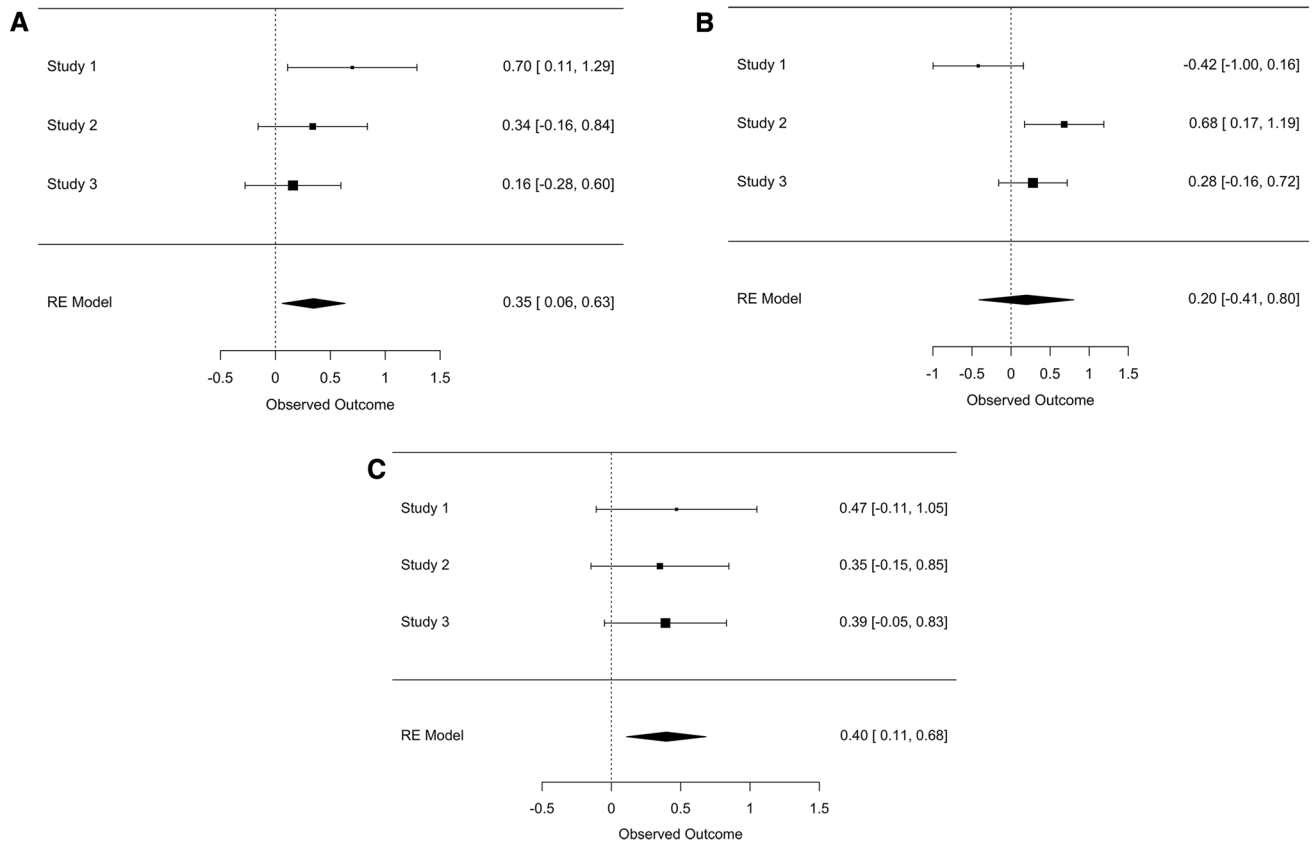 A
Study 1 0.70 [ 0.11, 1.29]
Study 2 0.34 [-0.16, 0.84]
Study 3 0.16 [-0.28, 0.60]
RE Model 0.35 [ 0.06, 0.63]
-0.5 0 0.5 1 1.5
Observed Outcome
B
Study 1 -0.42 [-1.00, 0.16]
Study 2 0.68 [ 0.17, 1.19]
Study 3 0.28 [-0.16, 0.72]
RE Model 0.20 [-0.41, 0.80]
-1 -0.5 0 0.5 1 1.5
Observed Outcome
C
Study 1 0.47 [-0.11, 1.05]
Study 2 0.35 [-0.15, 0.85]
Study 3 0.39 [-0.05, 0.83]
RE Model 0.40 [ 0.11, 0.68]
-0.5 0 0.5 1 1.5
Observed Outcome